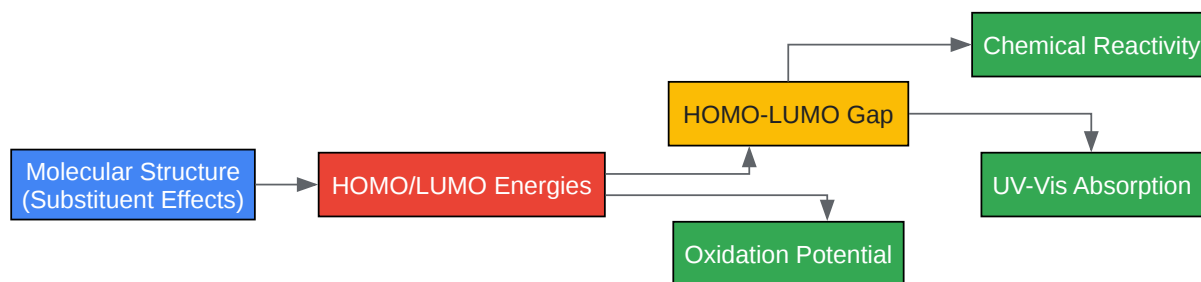 Molecular Structure
(Substituent Effects)
HOMO/LUMO Energies
HOMO-LUMO Gap
Oxidation Potential
Chemical Reactivity
UV-Vis Absorption